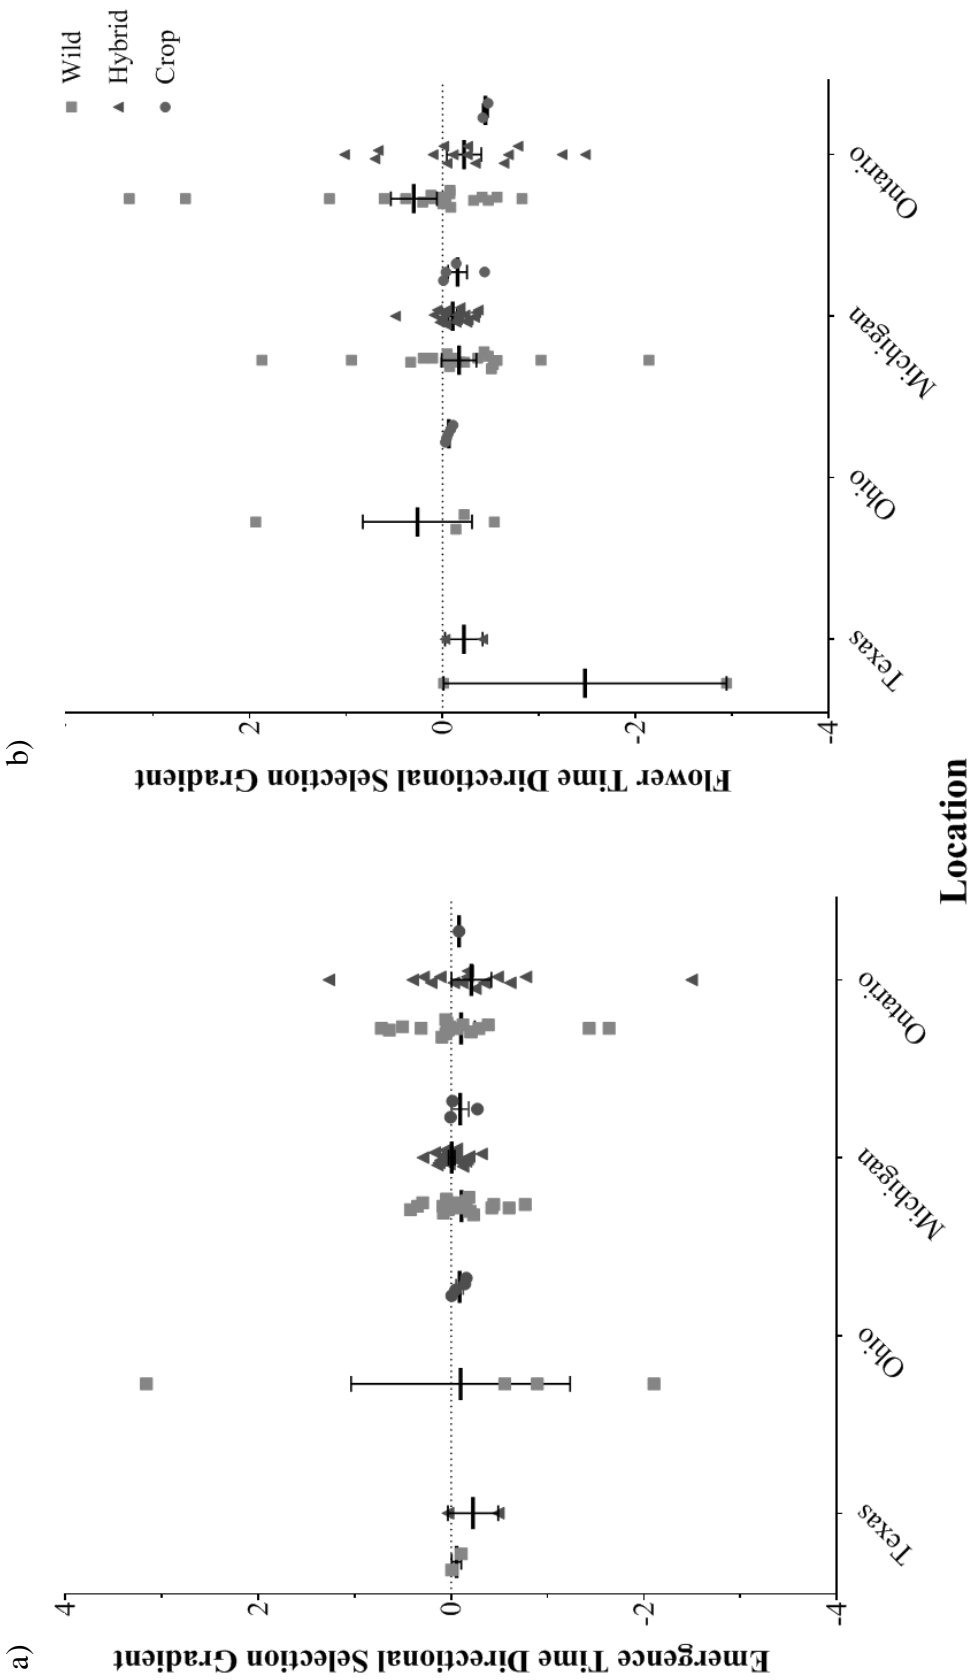 a)
Emergence Time Directional Selection Gradient
4
2
0
-2
-4
Texas
Ohio
Michigan
Ontario
b)
Flower Time Directional Selection Gradient
2
0
-2
-4
Texas
Ohio
Michigan
Ontario
Wild
Hybrid
Crop
Location